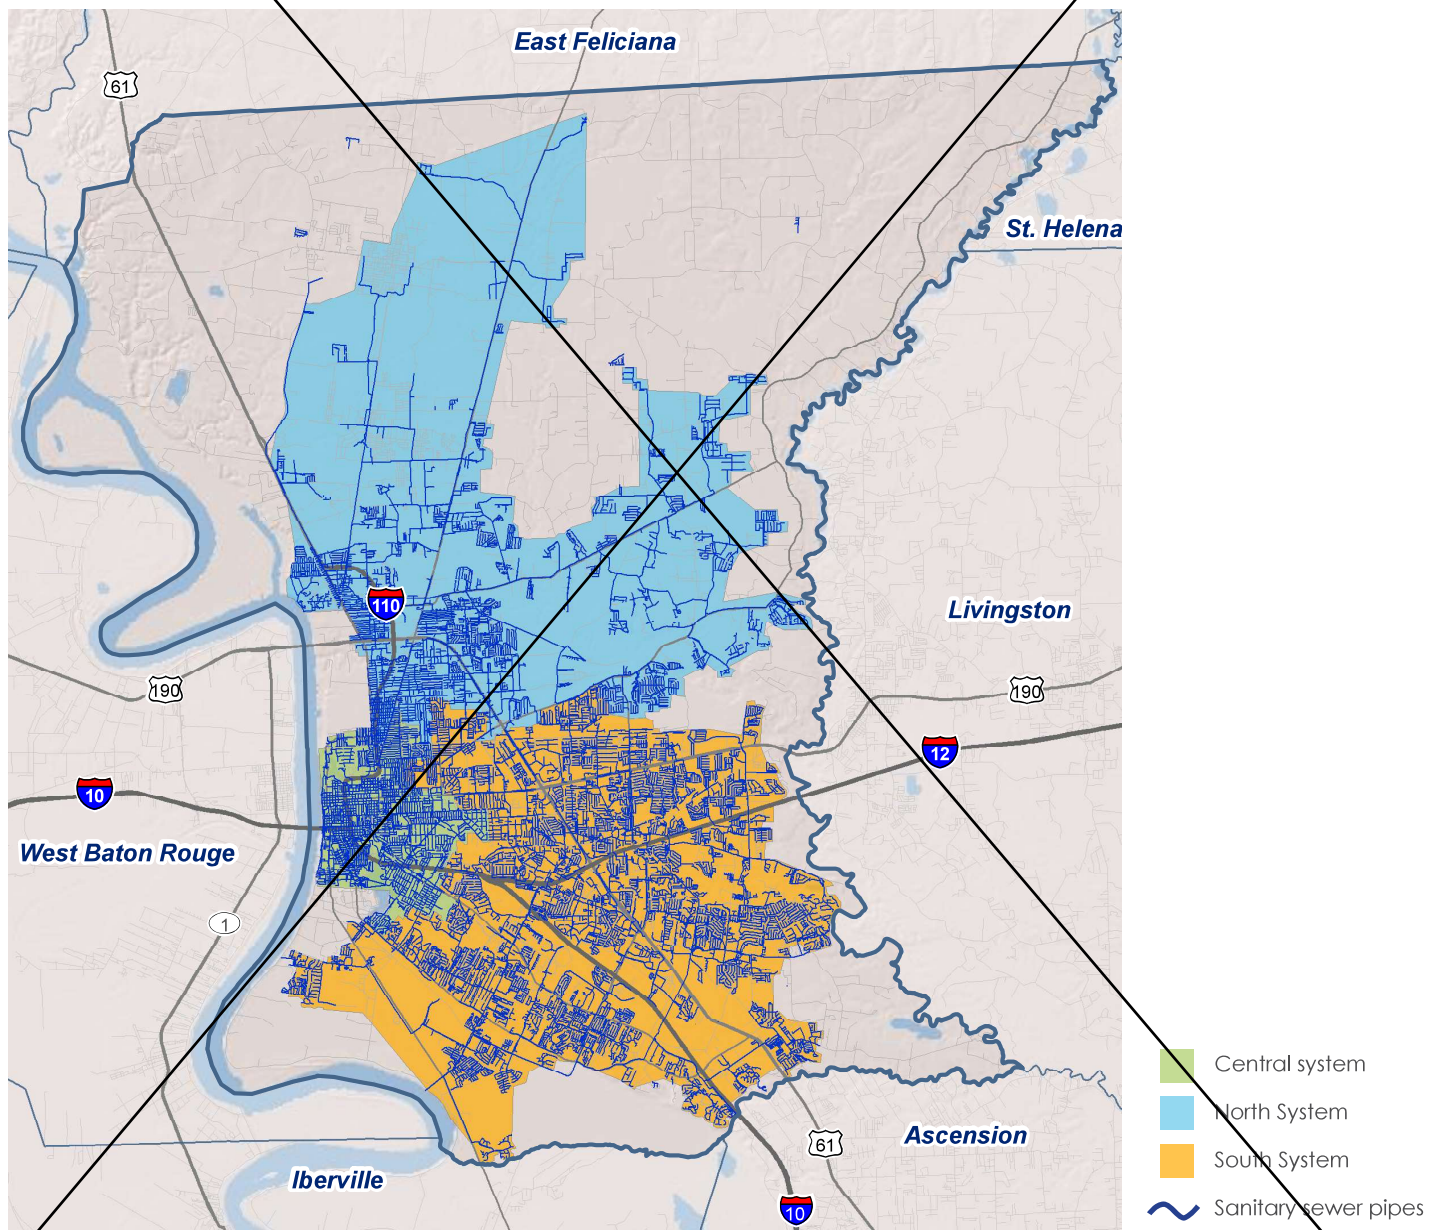 East Feliciana
61
St. Helena
110
Livingston
190
190
12
10
West Baton Rouge
1
Central system
North System
Ascension
61
South System
Iberville
10
Sanitary sewer pipes